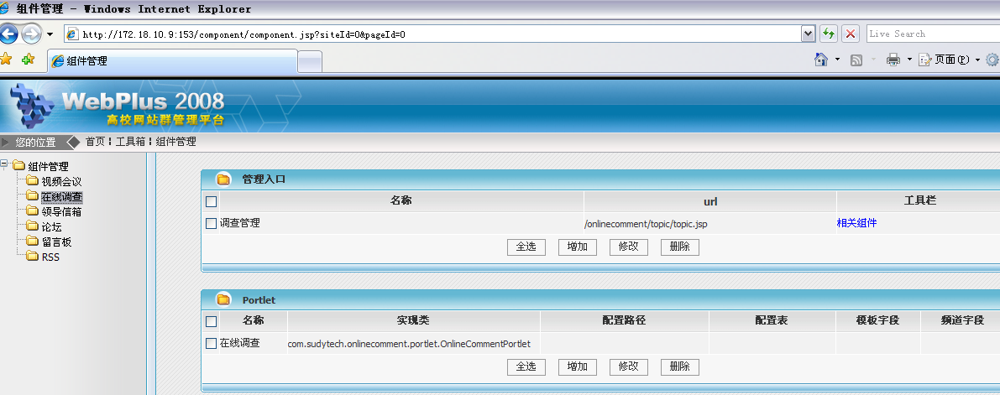 组件管理 - Windows Internet Explorer
http://172.18.10.9:153/component/component.jsp?siteId=0&pageId=0
Live Search
组件管理
页面(P)
WebPlus 2008
高校网站群管理平台
您的位置 首页 工具箱 组件管理
组件管理
视频会议
在线调查
领导信箱
论坛
留言板
RSS
管理入口
名称 url 工具栏
调查管理 /onlinecomment/topic/topic.jsp 相关组件
全选 增加 修改 删除
Portlet
名称 实现类 配置路径 配置表 模板字段 频道字段
在线调查 com.sudytech.onlinecomment.portlet.OnlineCommentPortlet
全选 增加 修改 删除